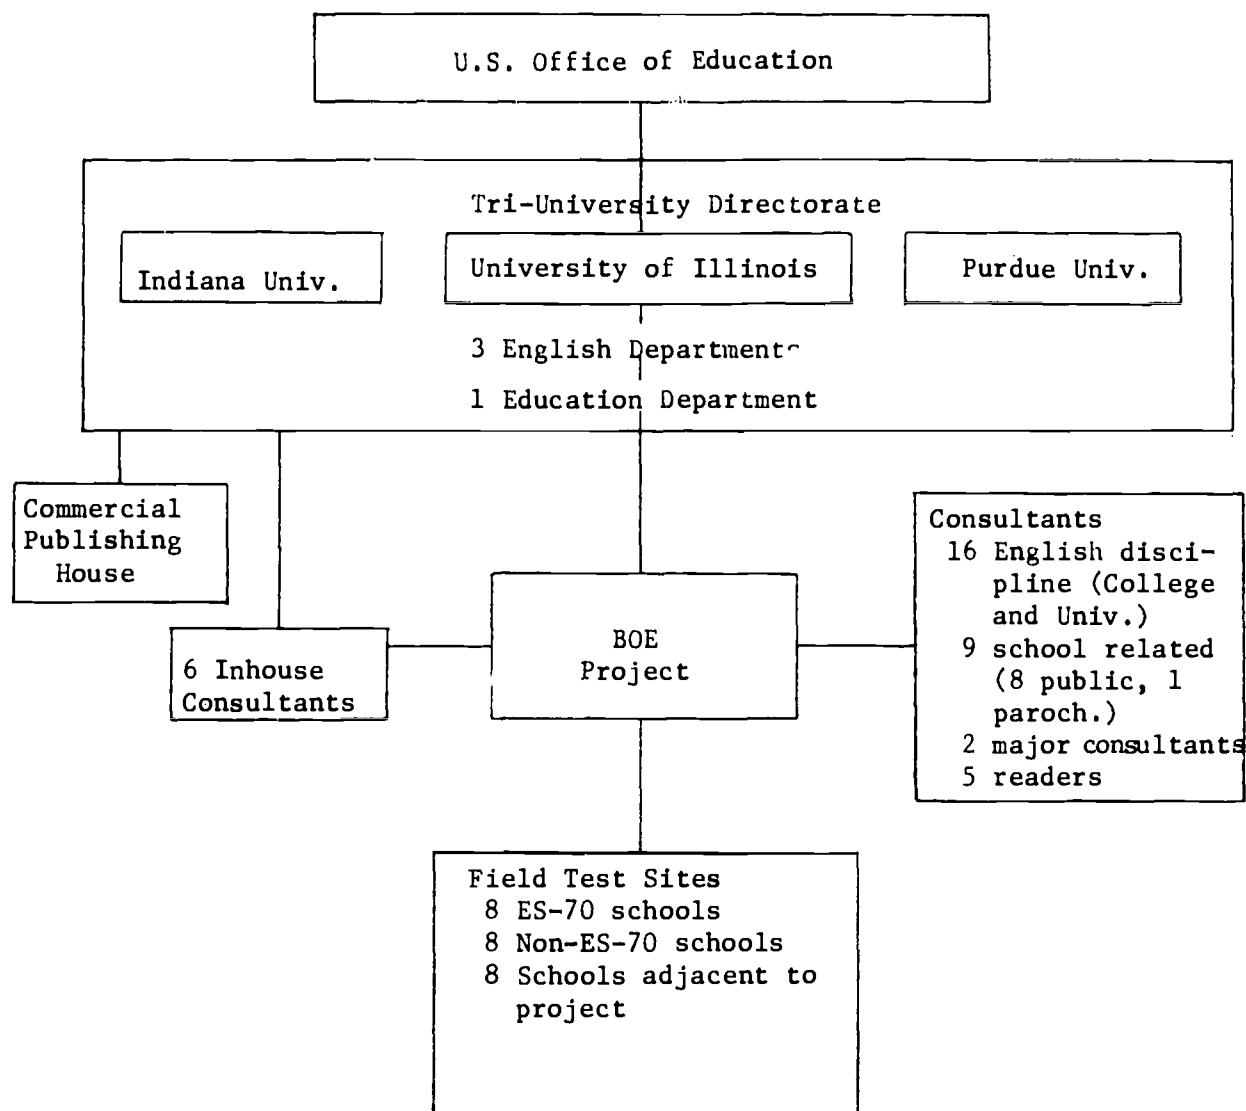 U.S. Office of Education
Tri-University Directorate
Indiana Univ.
University of Illinois
Purdue Univ.
3 English Departments
1 Education Department
Commercial
Publishing
House
6 Inhouse
Consultants
BOE
Project
Consultants
16 English disci-
pline (College
and Univ.)
9 school related
(8 public, 1
paroch.)
2 major consultants
5 readers
Field Test Sites
8 ES-70 schools
8 Non-ES-70 schools
8 Schools adjacent to
project